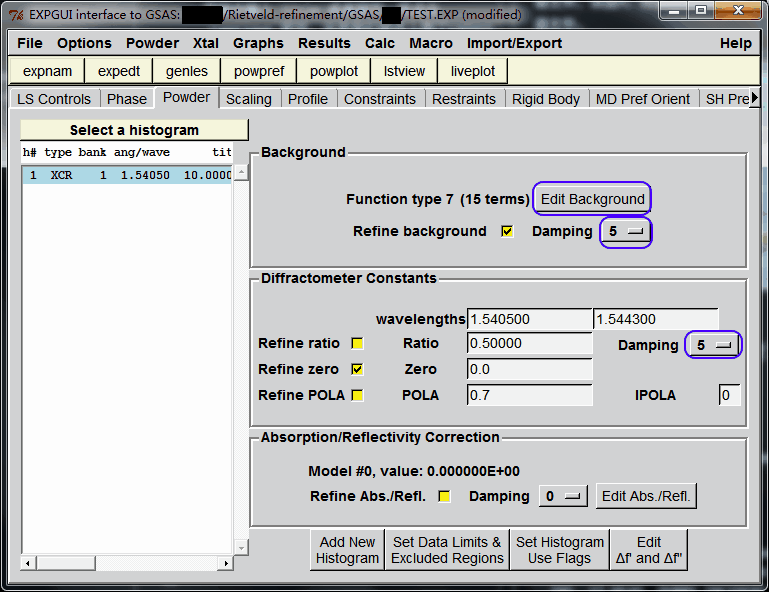 EXPGUI interface to GSAS: /Rietveld-refinement/GSAS/ /TEST.EXP (modified)
File Options Powder Xtal Graphs Results Calc Macro Import/Export Help
expnam expedt genles powpref powplot lstview liveplot
LS Controls Phase Powder Scaling Profile Constraints Restraints Rigid Body MD Pref Orient SH Pre
Select a histogram
h# type bank ang/wave tit
1 XCR 1 1.54050 10.0000
Background
Function type 7 (15 terms) Edit Background
Refine background Damping 5
Diffractometer Constants
wavelengths 1.540500 1.544300
Refine ratio Ratio 0.50000 Damping 5
Refine zero Zero 0.0
Refine POLA POLA 0.7 IPOLA 0
Absorption/Reflectivity Correction
Model #0, value: 0.000000E+00
Refine Abs./Refl. Damping 0 Edit Abs./Refl.
Add New Histogram
Set Data Limits & Excluded Regions
Set Histogram Use Flags
Edit Δf' and Δf"